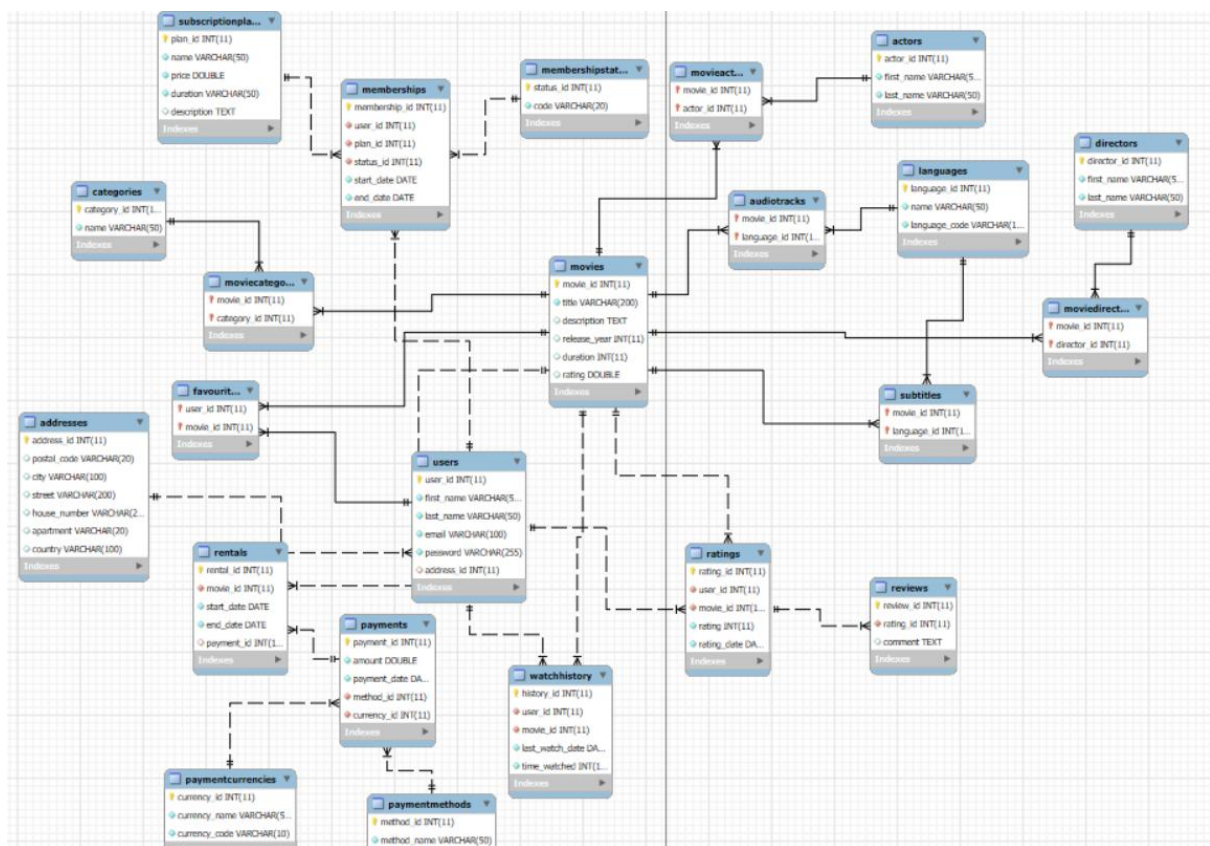 subscriptionpla...
plan_id INT(11)
name VARCHAR(50)
price DOUBLE
duration VARCHAR(50)
description TEXT
Indexes
memberships
membership_id INT(11)
user_id INT(11)
plan_id INT(11)
status_id INT(11)
start_date DATE
end_date DATE
Indexes
membershipstat...
status_id INT(11)
code VARCHAR(20)
Indexes
movieact...
movie_id INT(11)
actor_id INT(11)
Indexes
actors
actor_id INT(11)
first_name VARCHAR(5...
last_name VARCHAR(50)
Indexes
directors
director_id INT(11)
first_name VARCHAR(5...
last_name VARCHAR(50)
Indexes
categories
category_id INT(1...
name VARCHAR(50)
Indexes
audiotracks
movie_id INT(11)
language_id INT(1...
Indexes
languages
language_id INT(11)
name VARCHAR(50)
language_code VARCHAR(1...
Indexes
moviecatego...
movie_id INT(11)
category_id INT(11)
Indexes
movies
movie_id INT(11)
title VARCHAR(200)
description TEXT
release_year INT(11)
duration INT(11)
rating DOUBLE
Indexes
moviedirect...
movie_id INT(11)
director_id INT(11)
Indexes
favourit...
user_id INT(11)
movie_id INT(11)
Indexes
subtitles
movie_id INT(11)
language_id INT(1...
Indexes
addresses
address_id INT(11)
postal_code VARCHAR(20)
city VARCHAR(100)
street VARCHAR(200)
house_number VARCHAR(2...
apartment VARCHAR(20)
country VARCHAR(100)
Indexes
users
user_id INT(11)
first_name VARCHAR(5...
last_name VARCHAR(50)
email VARCHAR(100)
password VARCHAR(255)
address_id INT(11)
Indexes
rentals
rental_id INT(11)
movie_id INT(11)
start_date DATE
end_date DATE
payment_id INT(1...
Indexes
ratings
rating_id INT(11)
user_id INT(11)
movie_id INT(1...
rating INT(11)
rating_date DA...
Indexes
reviews
review_id INT(11)
rating_id INT(11)
comment TEXT
Indexes
payments
payment_id INT(11)
amount DOUBLE
payment_date DA...
method_id INT(11)
currency_id INT(11)
Indexes
watchhistory
history_id INT(11)
user_id INT(11)
movie_id INT(11)
last_watch_date DA...
time_watched INT(1...
Indexes
paymentcurrencies
currency_id INT(11)
currency_name VARCHAR(5...
currency_code VARCHAR(10)
paymentmethods
method_id INT(11)
method_name VARCHAR(50)